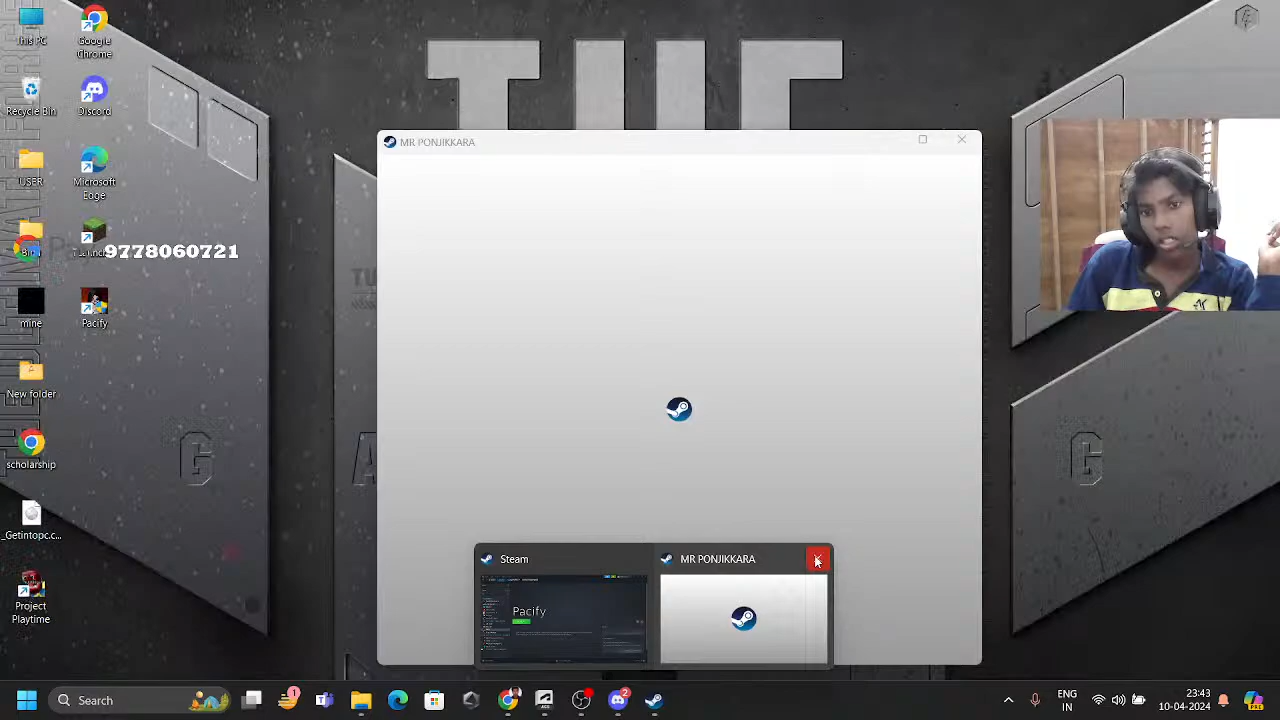 This PC
Google
Chrome
Recycle Bin
Discord
USER
Microsoft
Edge
9778060721
mine
Pacify
New folder
scholarship
_Getintopc.c...
Project
Playtime
TUF
G
G
MR PONJIKKARA
Steam
MR PONJIKKARA
Pacify
Search
ENG
IN
23:43
10-04-2024